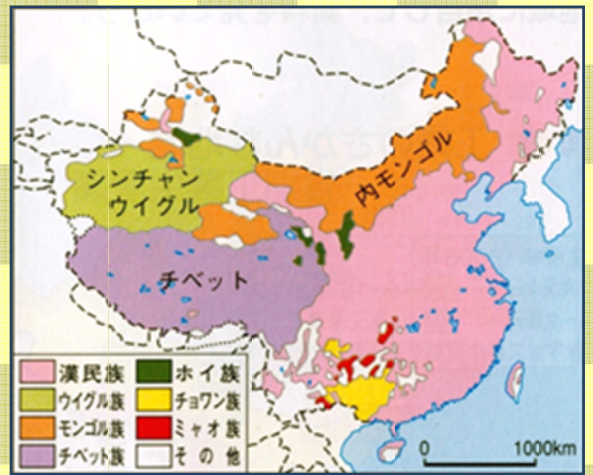 シンチャン
ウイグル
内モンゴル
チベット
漢民族
ホイ族
ウイグル族
チョワン族
モンゴル族
ミャオ族
チベット族
その他
0 1000km